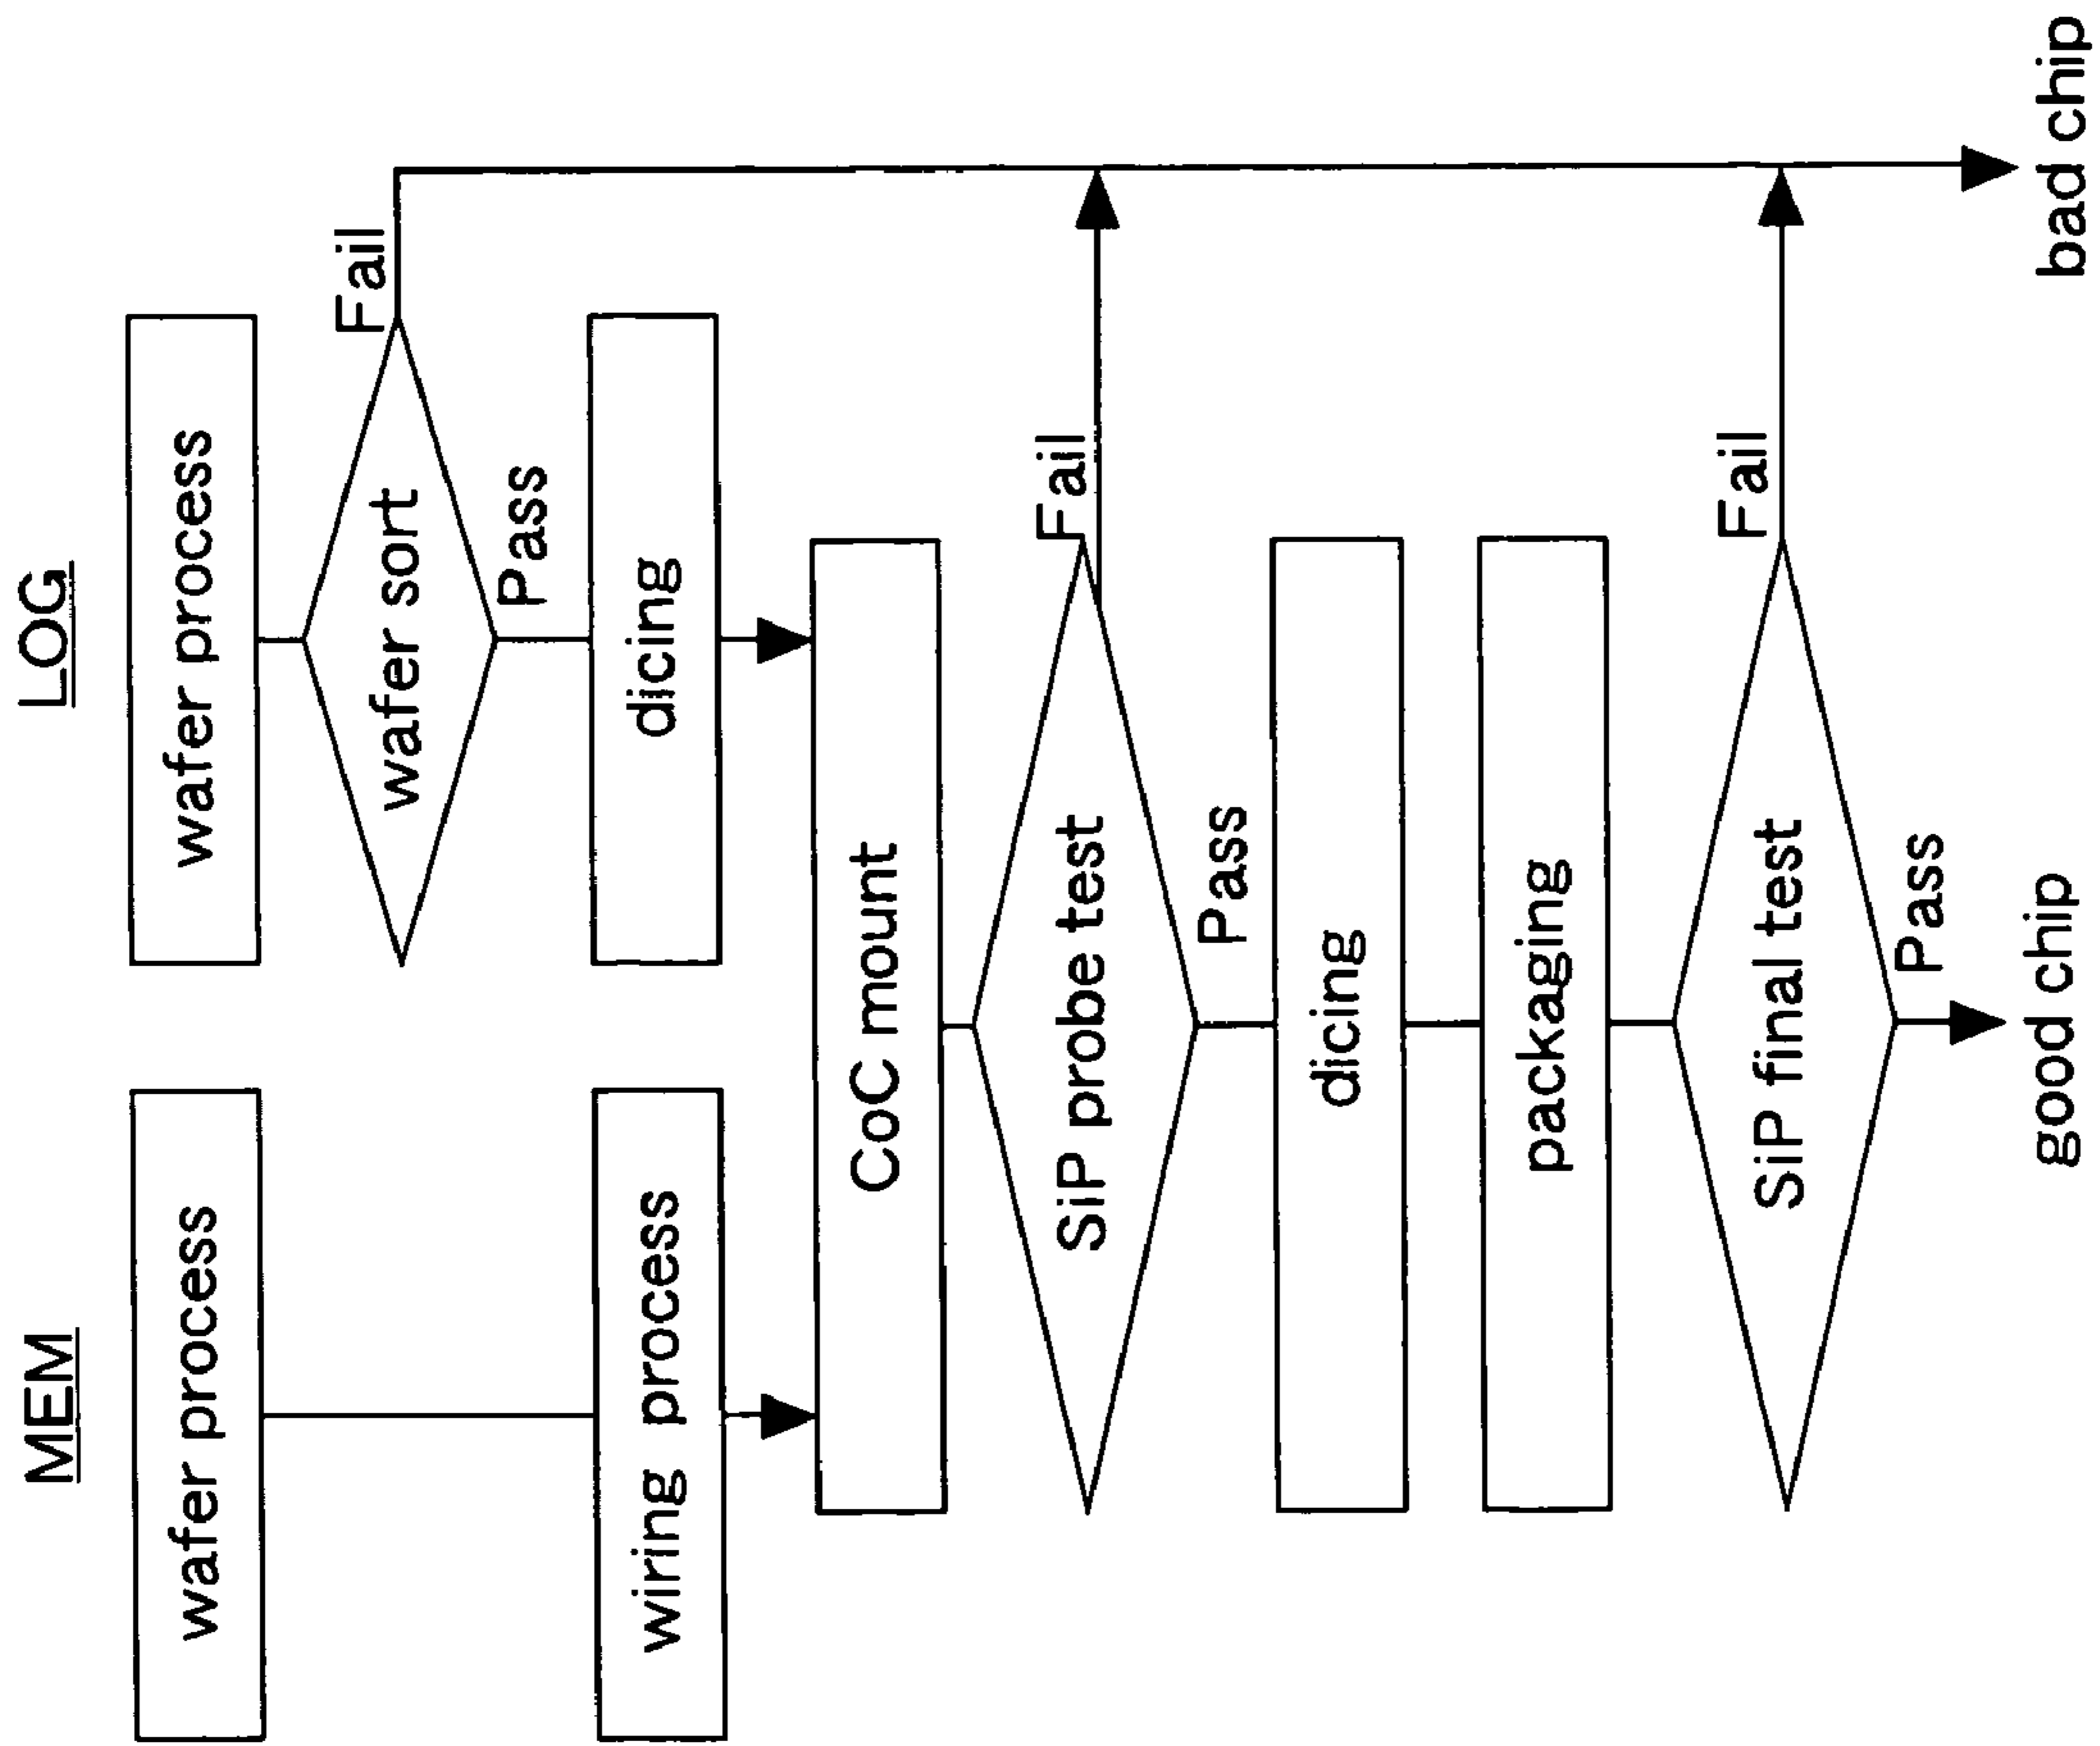 MEM
LOG
wafer process
wafer process
wafer sort
Fail
Pass
wiring process
dicing
CoC mount
SiP probe test
Fail
Pass
dicing
packaging
SiP final test
Fail
Pass
good chip
bad chip